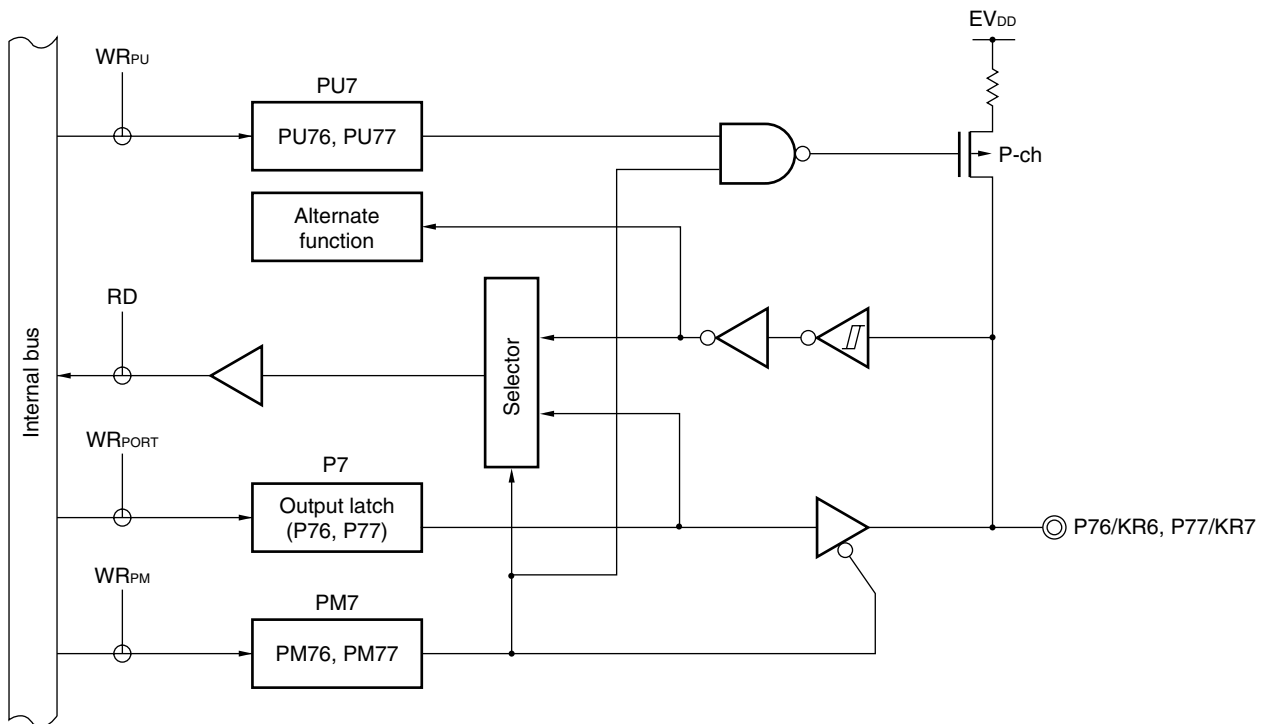 EVDD
WRPU
PU7
PU76, PU77
P-ch
Alternate
function
RD
Selector
Internal bus
WRPORT
P7
Output latch
(P76, P77)
P76/KR6, P77/KR7
WRPM
PM7
PM76, PM77